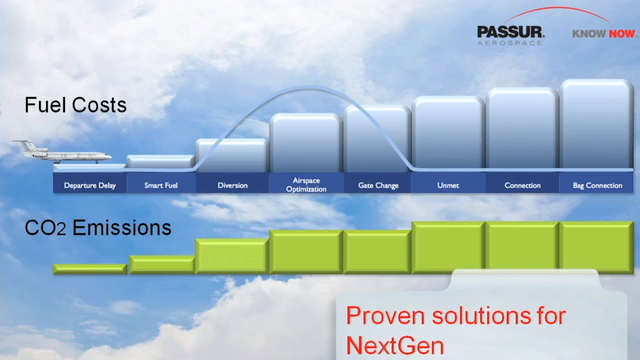 PASSUR.
AEROSPACE
KNOW NOW
Fuel Costs
Departure Delay
Smart Fuel
Diversion
Airspace
Optimization
Gate Change
Unmet
Connection
Bag Connection
CO2 Emissions
Proven solutions for
NextGen